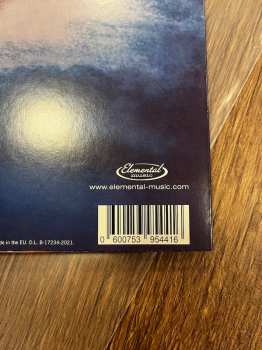 Elemental
MUSIC
www.elemental-music.com
de in the EU. D.L. B-17234-2021.
0 600753 954416